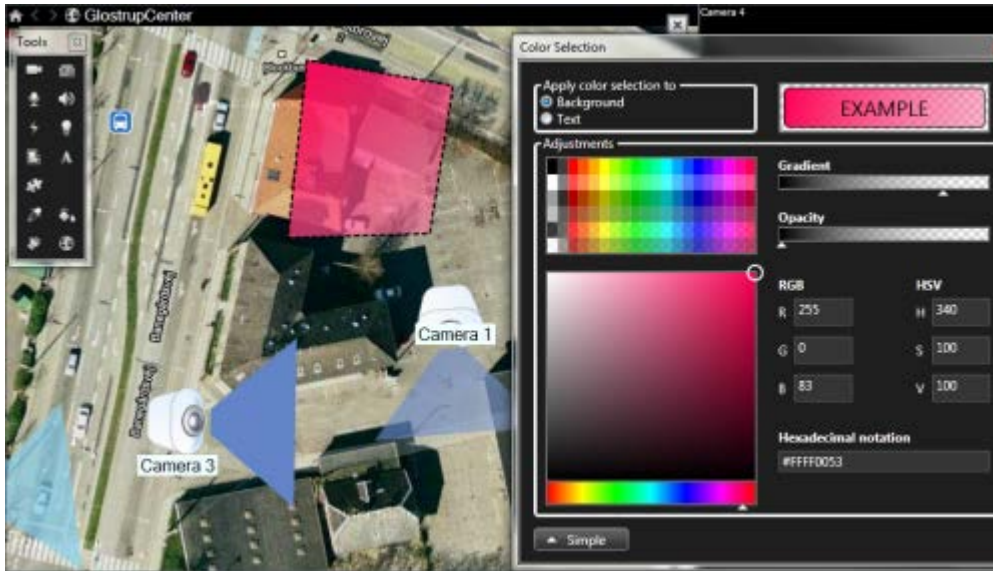 GlostrupCenter
Camera 4
Tools
Color Selection
Apply color selection to
Background
Text
EXAMPLE
Adjustments
Gradient
Opacity
RGB
HSV
R 255
H 340
G 0
S 100
B 83
V 100
Hexadecimal notation
#FFFF0053
Simple
A
Camera 1
Camera 3